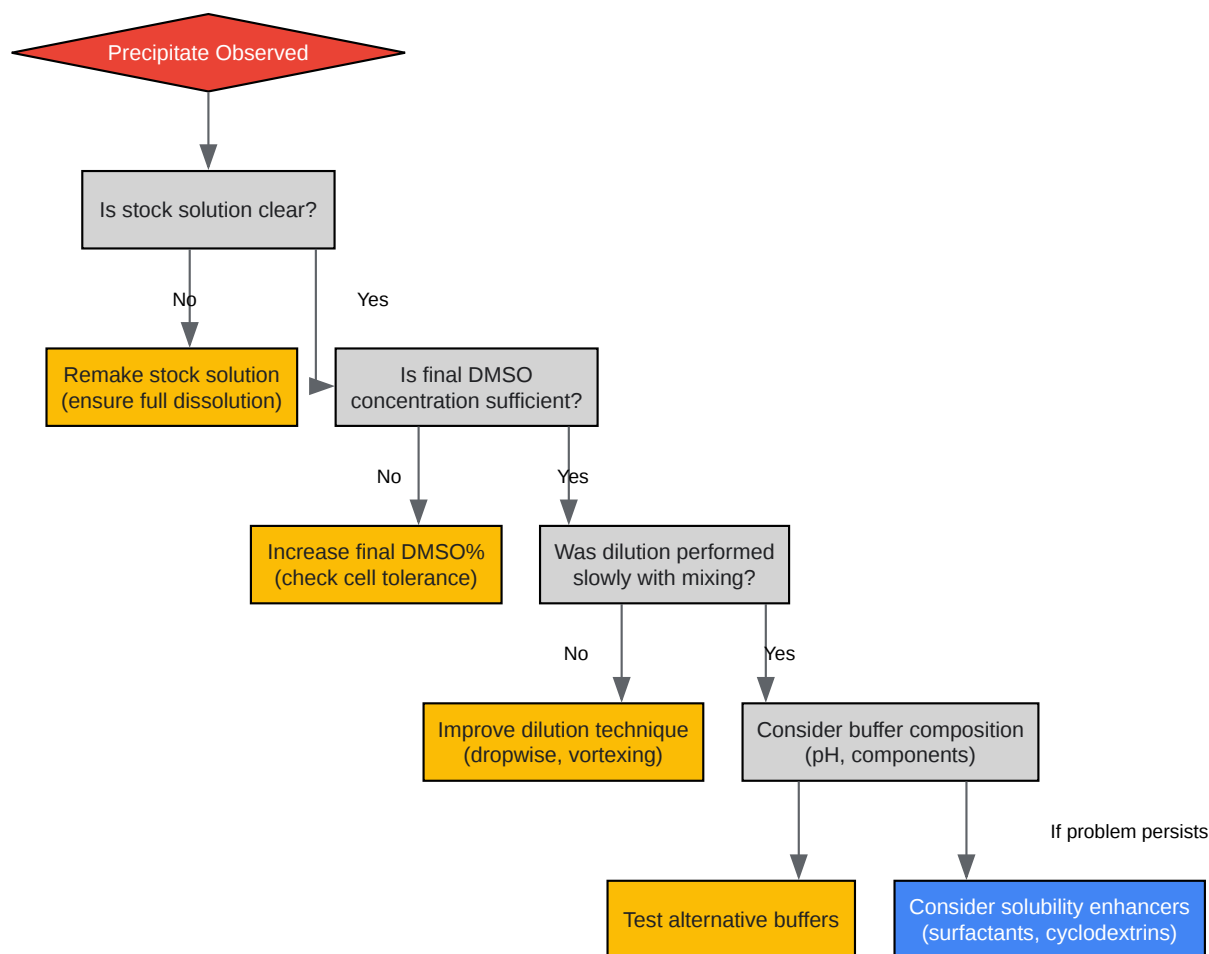 Precipitate Observed
Is stock solution clear?
No
Yes
Remake stock solution
(ensure full dissolution)
Is final DMSO
concentration sufficient?
No
Yes
Increase final DMSO%
(check cell tolerance)
Was dilution performed
slowly with mixing?
No
Yes
Improve dilution technique
(dropwise, vortexing)
Consider buffer composition
(pH, components)
If problem persists
Test alternative buffers
Consider solubility enhancers
(surfactants, cyclodextrins)